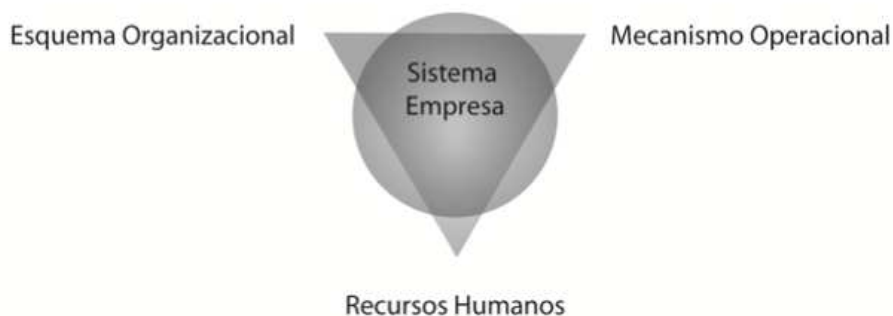 Esquema Organizacional
Mecanismo Operacional
Sistema
Empresa
Recursos Humanos